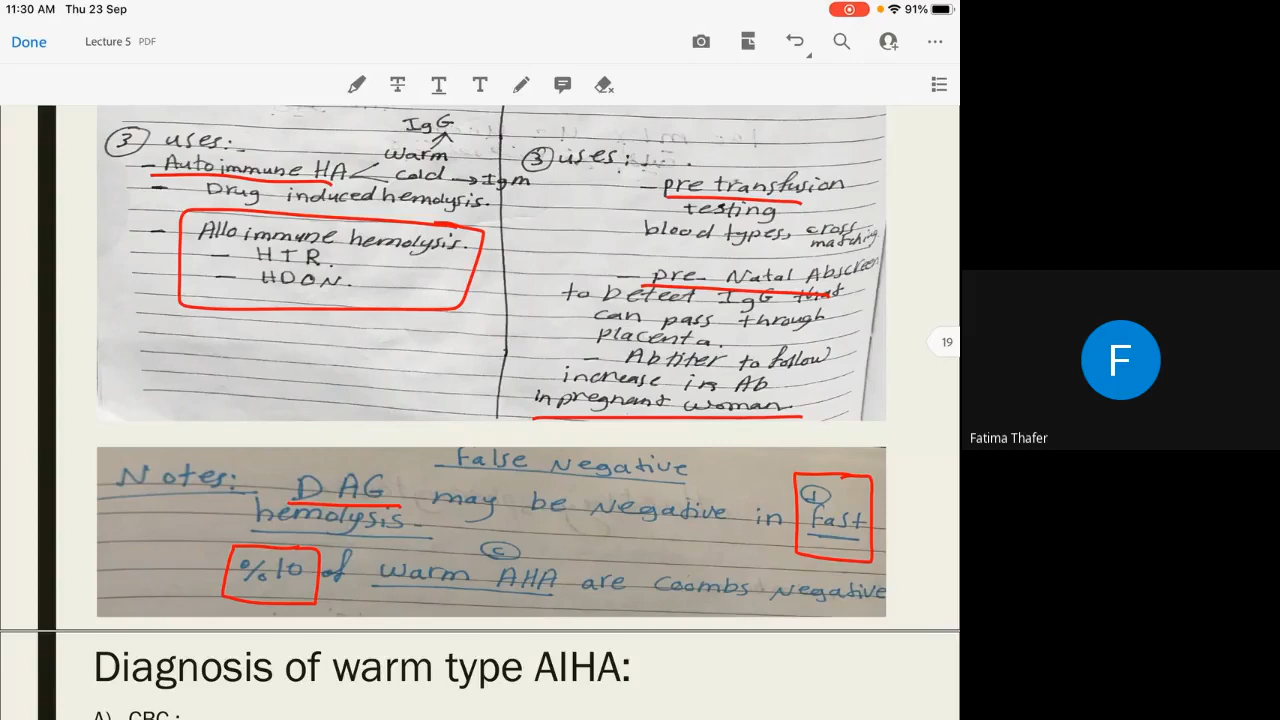 11:30 AM Thu 23 Sep
91%
Done
Lecture 5 PDF
IgG
③ uses:
- Autoimmune HA
warm
cold → IgM
- Drug induced hemolysis.
- Alloimmune hemolysis.
- HTR.
- HDON.
③ uses:
- pre transfusion
testing
blood types, cross
matching
- pre-Natal Abscreen
to Detect IgG that
can pass through
placenta.
- Abtiter to follow
increase in Ab
in pregnant woman.
19
False Negative
Notes: DAG may be Negative in ① fast
hemolysis.
%10 of warm AHA are Coombs Negative
Diagnosis of warm type AIHA:
A) CBC :
F
Fatima Thafer